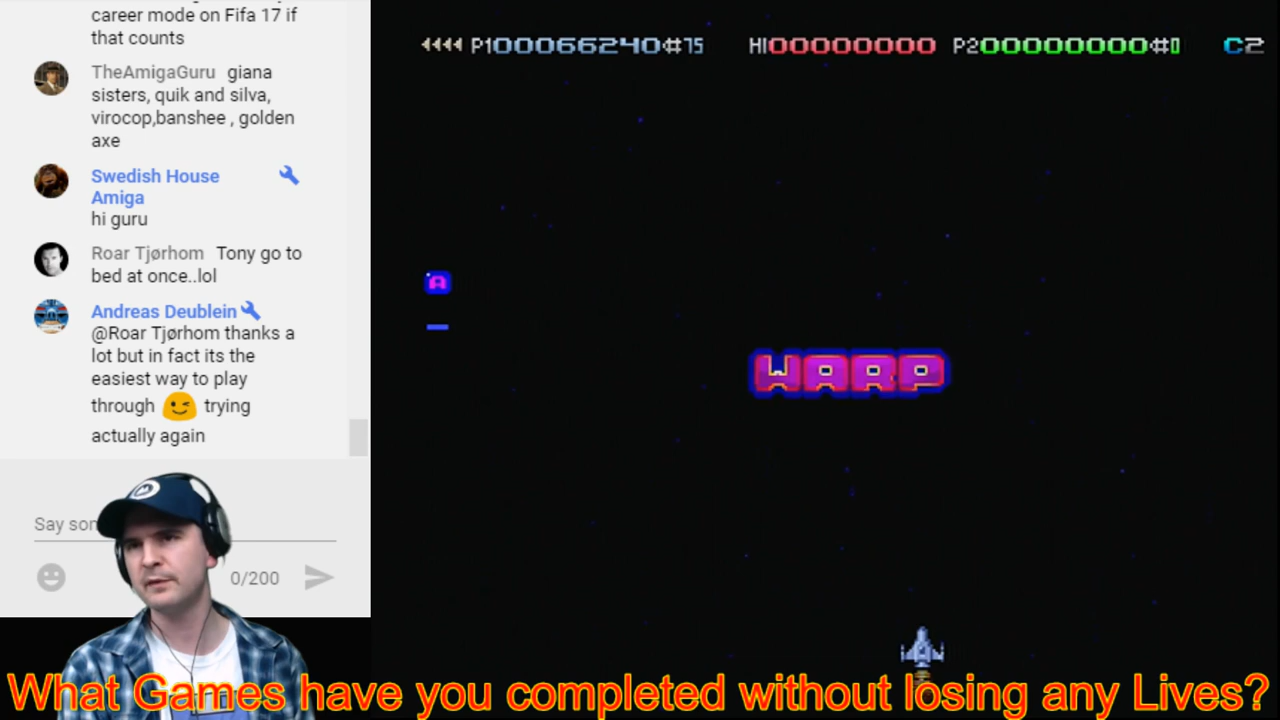 career mode on Fifa 17 if
that counts
TheAmigaGuru giana
sisters, quik and silva,
virocop,banshee , golden
axe
Swedish House
Amiga
hi guru
Roar Tjørhom Tony go to
bed at once..lol
Andreas Deublein
@Roar Tjørhom thanks a
lot but in fact its the
easiest way to play
through 😉 trying
actually again
Say
0/200
P100066240#15 HI00000000 P200000000#0 C2
A
WARP
What Games have you completed without losing any Lives?